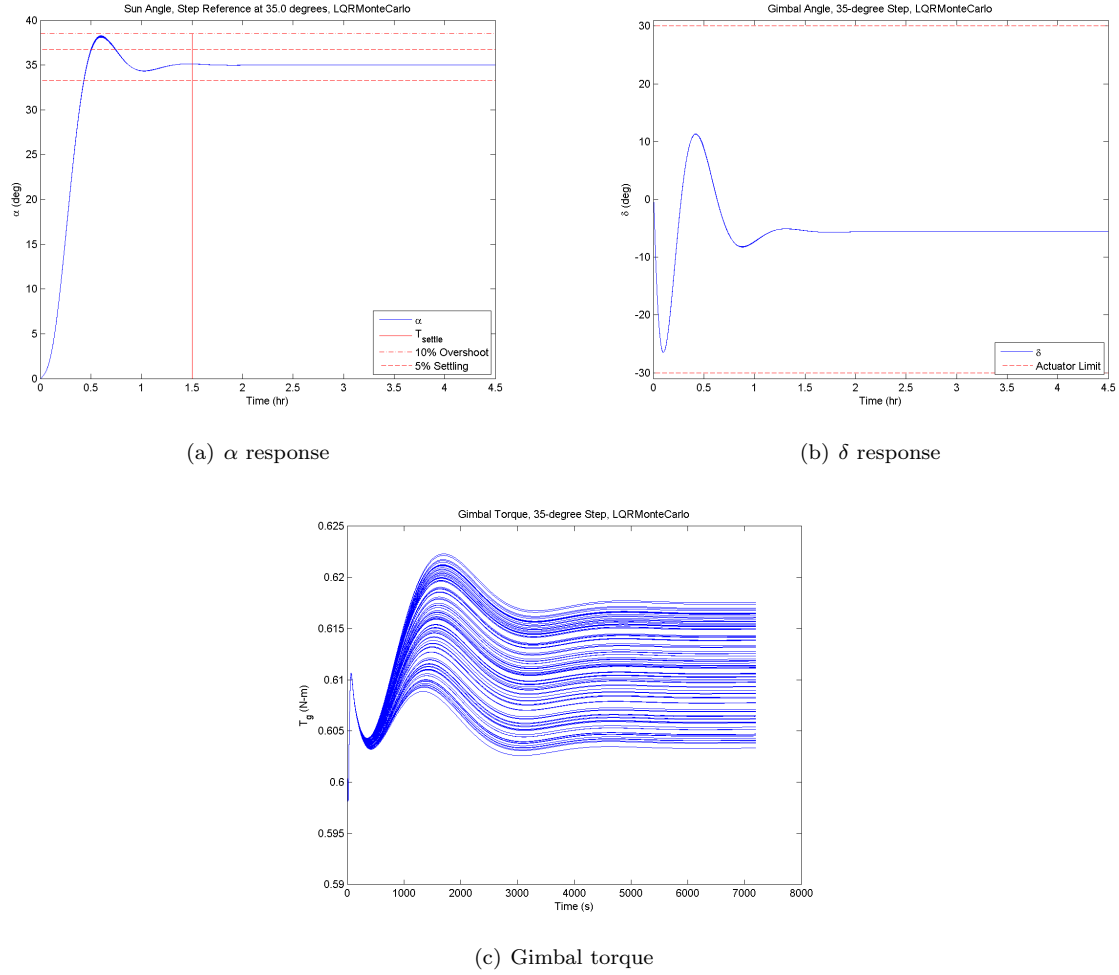 Sun Angle, Step Reference at 35.0 degrees, LQRMonteCarlo
40
35
30
25
20
15
10
5
0
α (deg)
α
T_settle
10% Overshoot
5% Settling
0 0.5 1 1.5 2 2.5 3 3.5 4 4.5
Time (hr)
(a) α response
Gimbal Angle, 35-degree Step, LQRMonteCarlo
30
20
10
0
-10
-20
-30
δ (deg)
δ
Actuator Limit
0 0.5 1 1.5 2 2.5 3 3.5 4 4.5
Time (hr)
(b) δ response
Gimbal Torque, 35-degree Step, LQRMonteCarlo
0.625
0.62
0.615
0.61
0.605
0.6
0.595
0.59
T_g (N-m)
0 1000 2000 3000 4000 5000 6000 7000 8000
Time (s)
(c) Gimbal torque